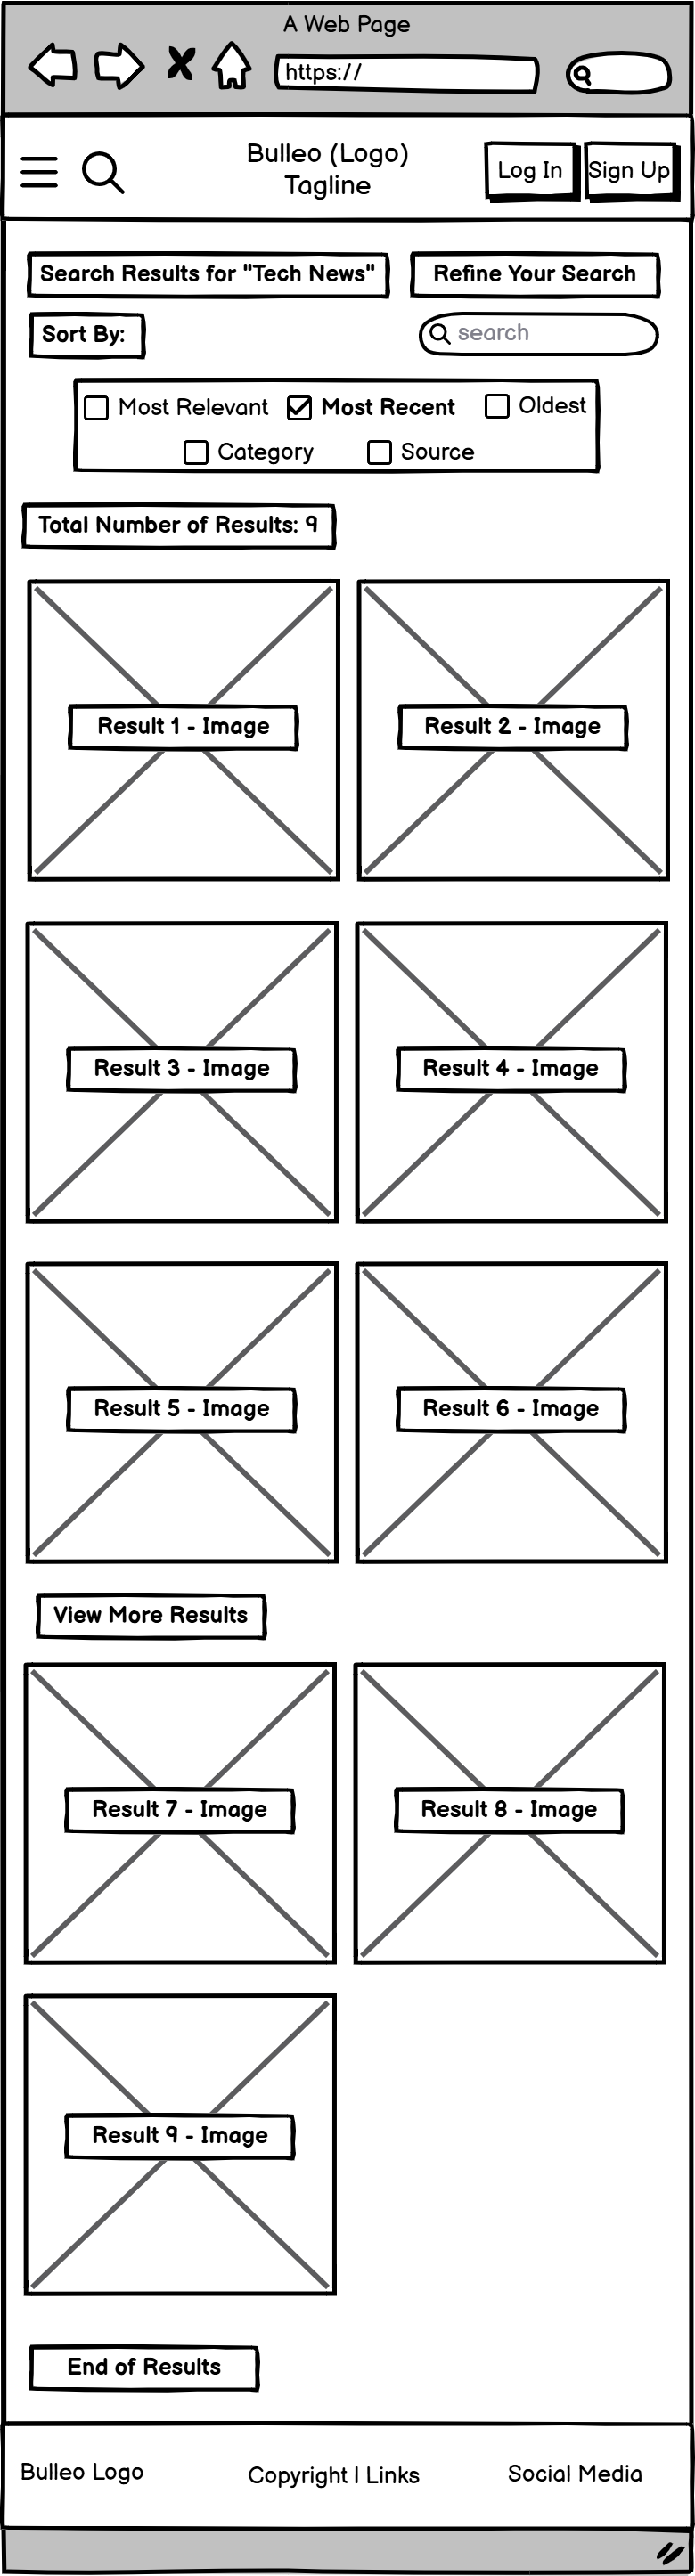 A Web Page
https://
Bulleo (Logo)
Tagline
Log In
Sign Up
Search Results for "Tech News"
Refine Your Search
Sort By:
search
Most Relevant
Most Recent
Oldest
Category
Source
Total Number of Results: 9
Result 1 - Image
Result 2 - Image
Result 3 - Image
Result 4 - Image
Result 5 - Image
Result 6 - Image
View More Results
Result 7 - Image
Result 8 - Image
Result 9 - Image
End of Results
Bulleo Logo
Copyright | Links
Social Media